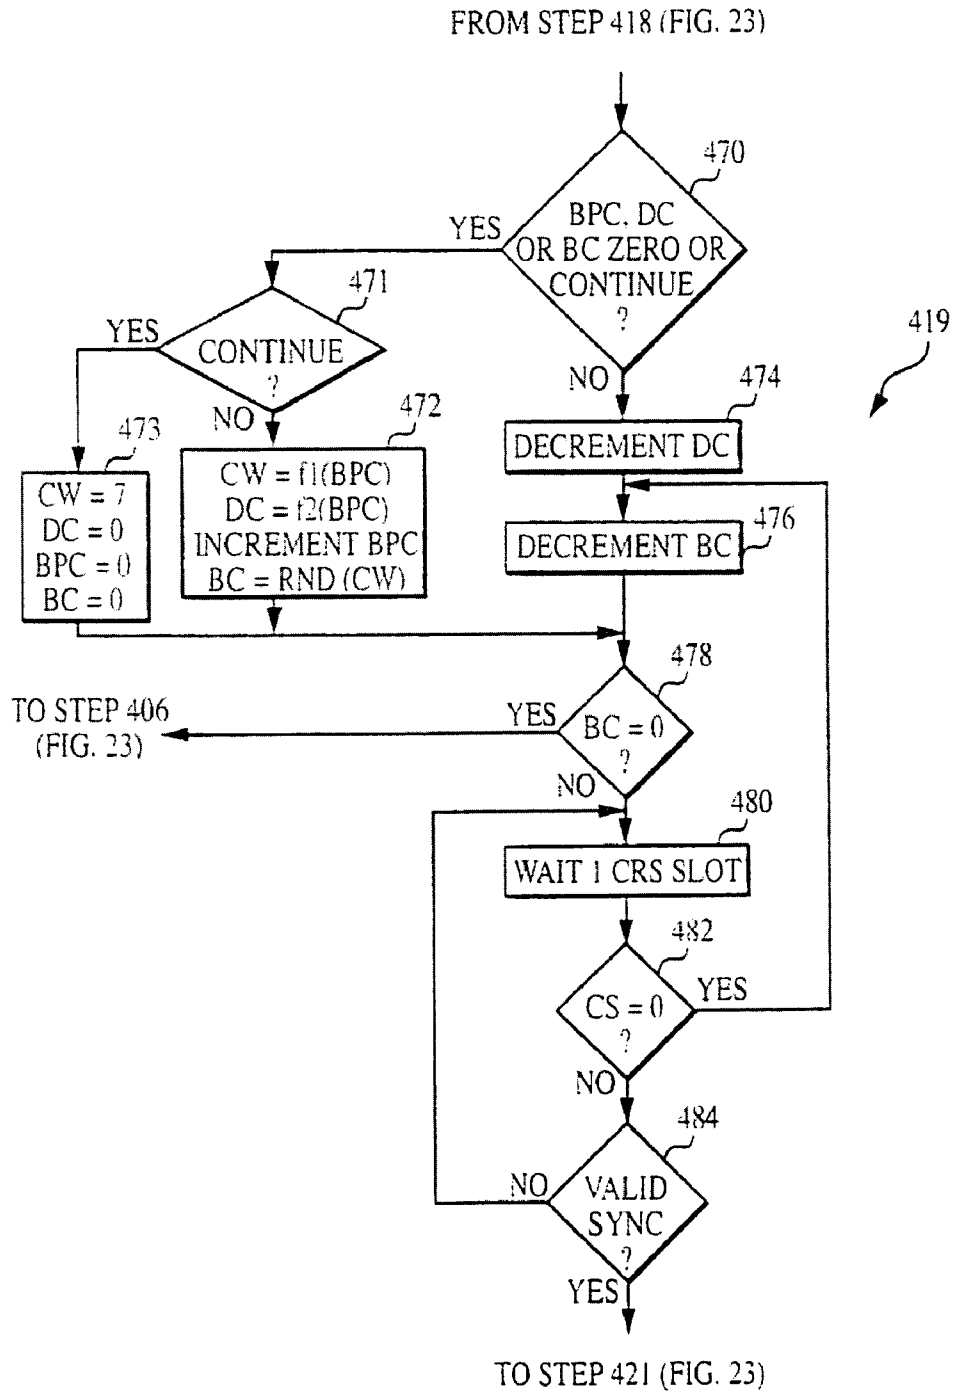 FROM STEP 418 (FIG. 23)
470
BPC, DC
OR BC ZERO OR
CONTINUE
?
YES
NO
471
CONTINUE
?
YES
NO
419
474
DECREMENT DC
473
CW = 7
DC = 0
BPC = 0
BC = 0
472
CW = f1(BPC)
DC = f2(BPC)
INCREMENT BPC
BC = RND (CW)
476
DECREMENT BC
478
BC = 0
?
YES
NO
TO STEP 406
(FIG. 23)
480
WAIT 1 CRS SLOT
482
CS = 0
?
YES
NO
484
VALID
SYNC
?
NO
YES
TO STEP 421 (FIG. 23)